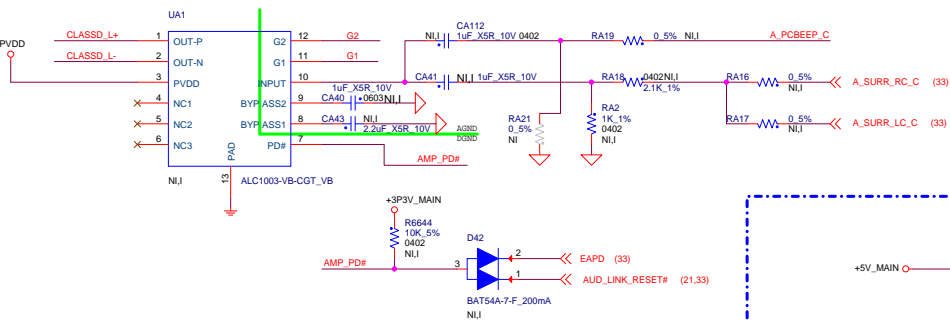 UA1
CLASSD_L+
CLASSD_L-
PVDD
1 OUT-P
2 OUT-N
3 PVDD
4 NC1
5 NC2
6 NC3
PAD
13
G2 12 G2
G1 11 G1
INPUT 10
BYPASS2 9
BYPASS1 8
PD# 7
NI,I
ALC1003-VB-CGT_VB
CA112
NI,I 1uF_X5R_10V 0402
CA41 NI,I 1uF_X5R_10V
1uF_X5R_10V
CA40 0603 NI,I
CA43 NI,I
2.2uF_X5R_10V
AGND
DGND
AMP_PD#
RA19 0_5% NI,I
A_PCBEEP_C
RA18 0402 NI,I
2.1K_1%
RA16 0_5%
NI,I
A_SURR_RC_C (33)
RA17 0_5%
NI,I
A_SURR_LC_C (33)
RA21
0_5%
NI
RA2
1K_1%
0402
NI,I
+3P3V_MAIN
R6644
10K_5%
0402
NI,I
AMP_PD#
D42
3
2
1
EAPD (33)
AUD_LINK_RESET# (21,33)
BAT54A-7-F_200mA
NI,I
+5V_MAIN